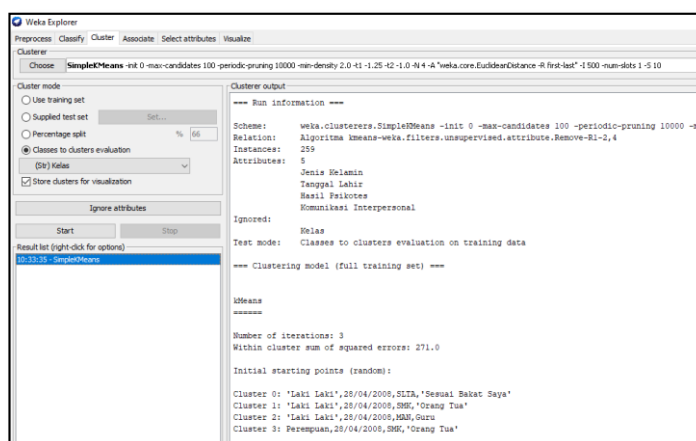 Weka Explorer
Preprocess Classify Cluster Associate Select attributes Visualize
Clusterer
Choose SimpleKMeans -init 0 -max-candidates 100 -periodic-pruning 10000 -min-density 2.0 -t1 -1.25 -t2 -1.0 -N 4 -A "weka.core.EuclideanDistance -R first-last" -I 500 -num-slots 1 -S 10
Cluster mode
Use training set
Supplied test set Set...
Percentage split % 66
Classes to clusters evaluation
(Str) Kelas
Store clusters for visualization
Ignore attributes
Start Stop
Result list (right-click for options)
10:33:35 - SimpleKMeans
Clusterer output
=== Run information ===
Scheme: weka.clusterers.SimpleKMeans -init 0 -max-candidates 100 -periodic-pruning 10000 -m
Relation: Algoritma kmeans-weka.filters.unsupervised.attribute.Remove-R1-2,4
Instances: 259
Attributes: 5
Jenis Kelamin
Tanggal Lahir
Hasil Psikotes
Komunikasi Interpersonal
Ignored:
Kelas
Test mode: Classes to clusters evaluation on training data
=== Clustering model (full training set) ===
kMeans
======
Number of iterations: 3
Within cluster sum of squared errors: 271.0
Initial starting points (random):
Cluster 0: 'Laki Laki',28/04/2008,SLTA,'Sesuai Bakat Saya'
Cluster 1: 'Laki Laki',28/04/2008,SMK,'Orang Tua'
Cluster 2: 'Laki Laki',28/04/2008,MAN,Guru
Cluster 3: Perempuan,28/04/2008,SMK,'Orang Tua'